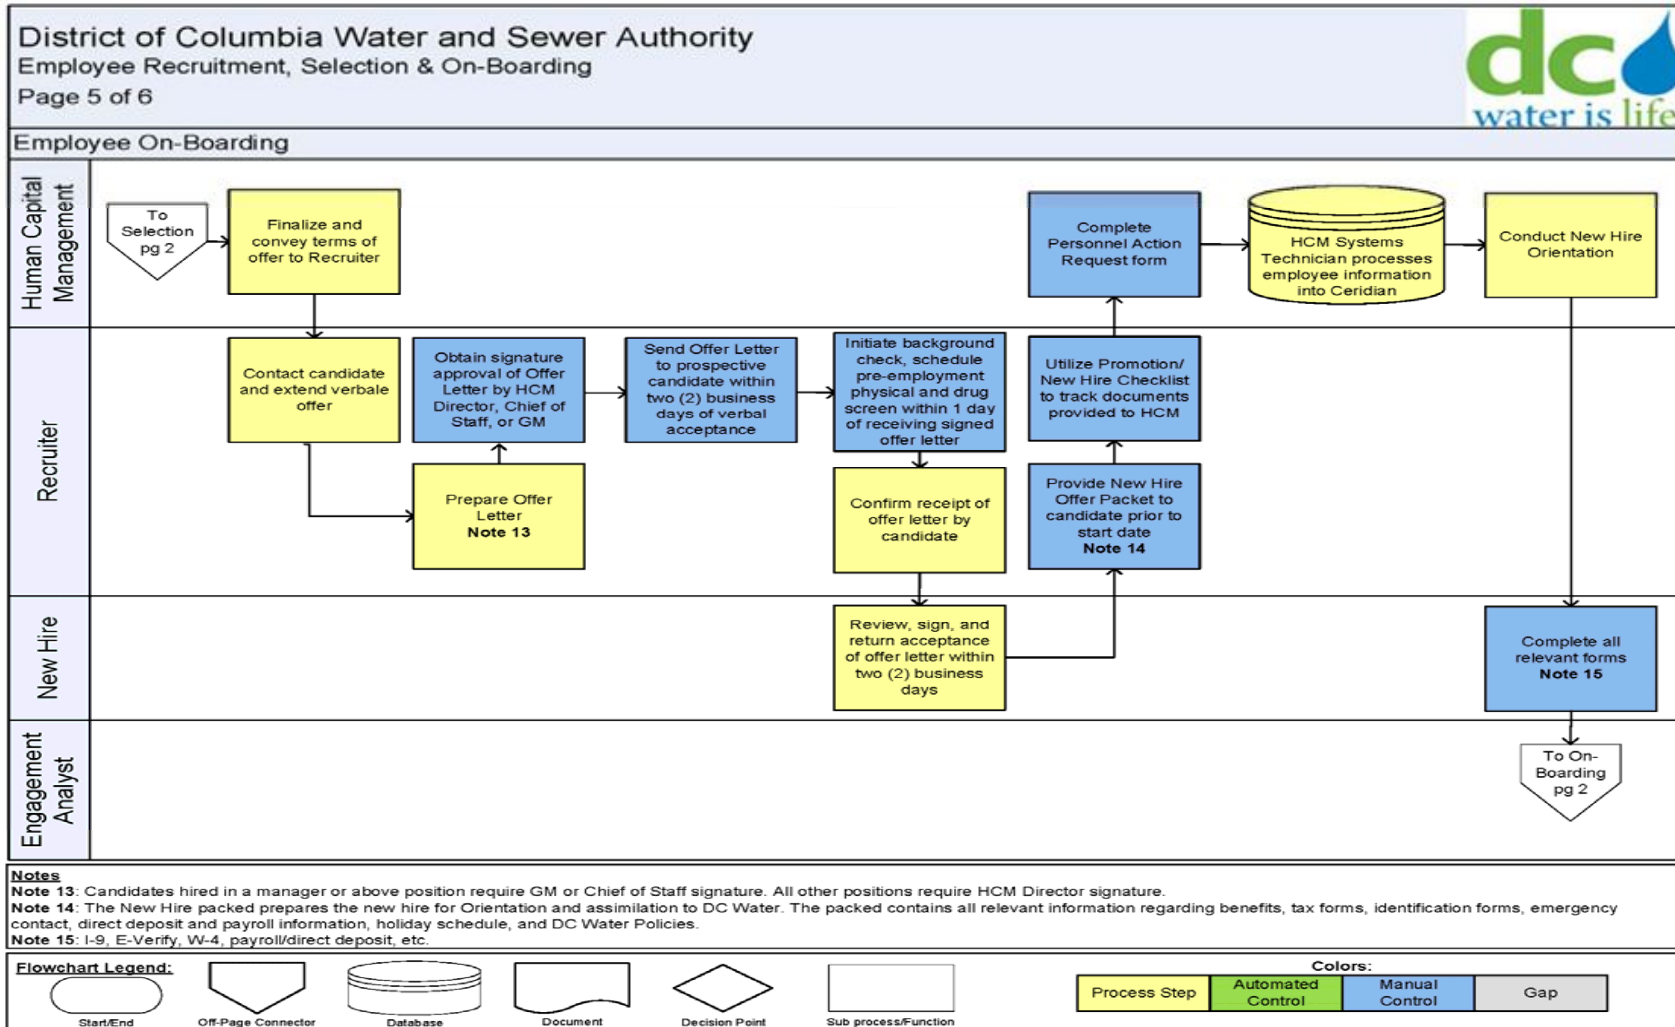 District of Columbia Water and Sewer Authority
Employee Recruitment, Selection & On-Boarding
Page 5 of 6
dc
water is life
Employee On-Boarding
Human Capital
Management
To
Selection
pg 2
Finalize and
convey terms of
offer to Recruiter
Complete
Personnel Action
Request form
HCM Systems
Technician processes
employee information
into Ceridian
Conduct New Hire
Orientation
Recruiter
Contact candidate
and extend verbale
offer
Obtain signature
approval of Offer
Letter by HCM
Director, Chief of
Staff, or GM
Send Offer Letter
to prospective
candidate within
two (2) business
days of verbal
acceptance
Initiate background
check, schedule
pre-employment
physical and drug
screen within 1 day
of receiving signed
offer letter
Utilize Promotion/
New Hire Checklist
to track documents
provided to HCM
Prepare Offer
Letter
Note 13
Confirm receipt of
offer letter by
candidate
Provide New Hire
Offer Packet to
candidate prior to
start date
Note 14
New Hire
Review, sign, and
return acceptance
of offer letter within
two (2) business
days
Complete all
relevant forms
Note 15
Engagement
Analyst
To On-
Boarding
pg 2
Notes
Note 13: Candidates hired in a manager or above position require GM or Chief of Staff signature. All other positions require HCM Director signature.
Note 14: The New Hire packed prepares the new hire for Orientation and assimilation to DC Water. The packed contains all relevant information regarding benefits, tax forms, identification forms, emergency
contact, direct deposit and payroll information, holiday schedule, and DC Water Policies.
Note 15: I-9, E-Verify, W-4, payroll/direct deposit, etc.
Flowchart Legend:
Start/End
Off-Page Connector
Database
Document
Decision Point
Sub process/Function
Colors:
Process Step
Automated
Control
Manual
Control
Gap